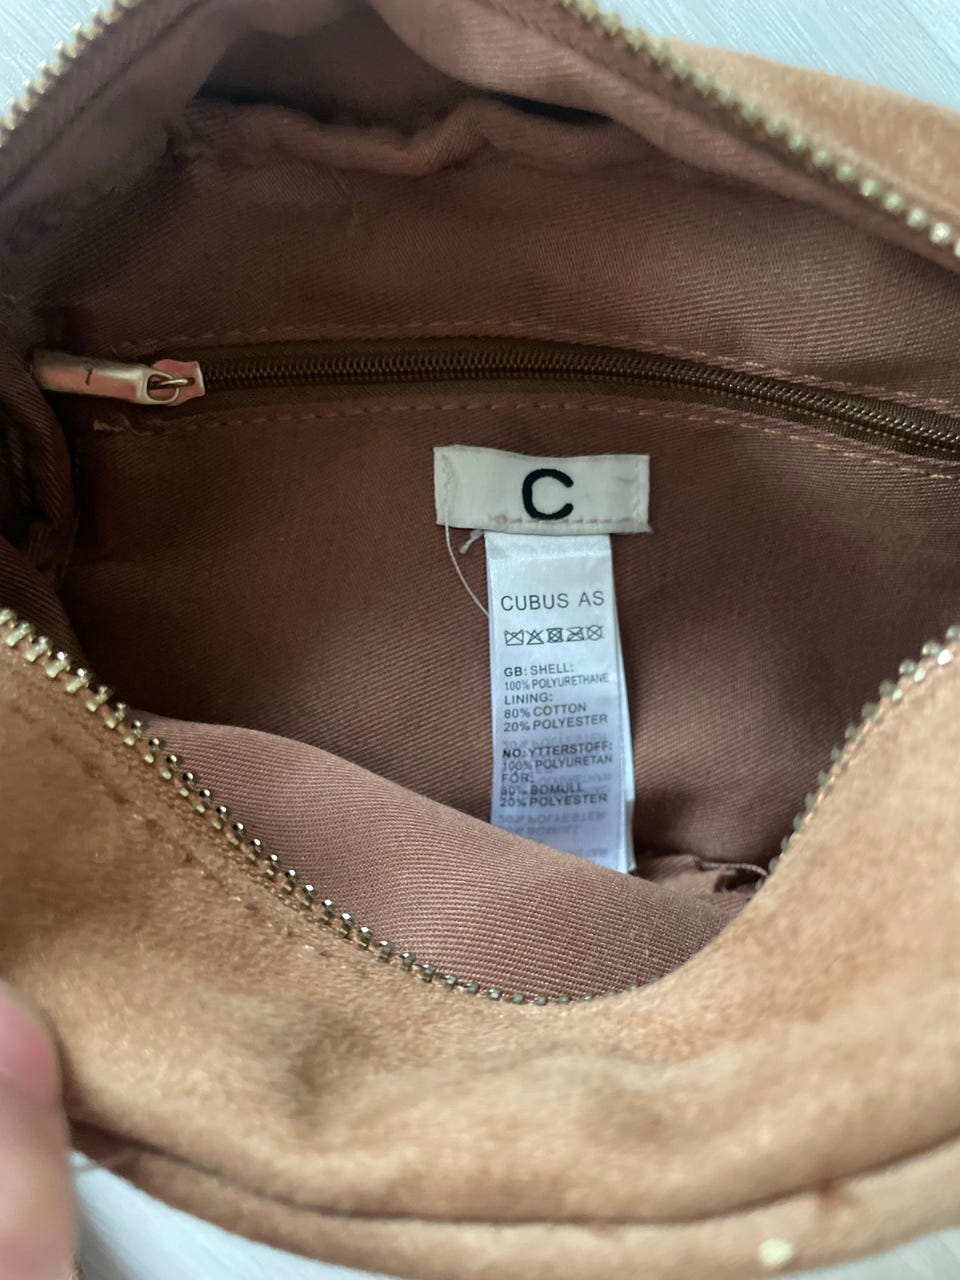 C
CUBUS AS
GB: SHELL:
100% POLYURETHANE
LINING:
80% COTTON
20% POLYESTER
NO: YTTERSTOFF:
100% POLYURETAN
FÓR:
80% BOMULL
20% POLYESTER